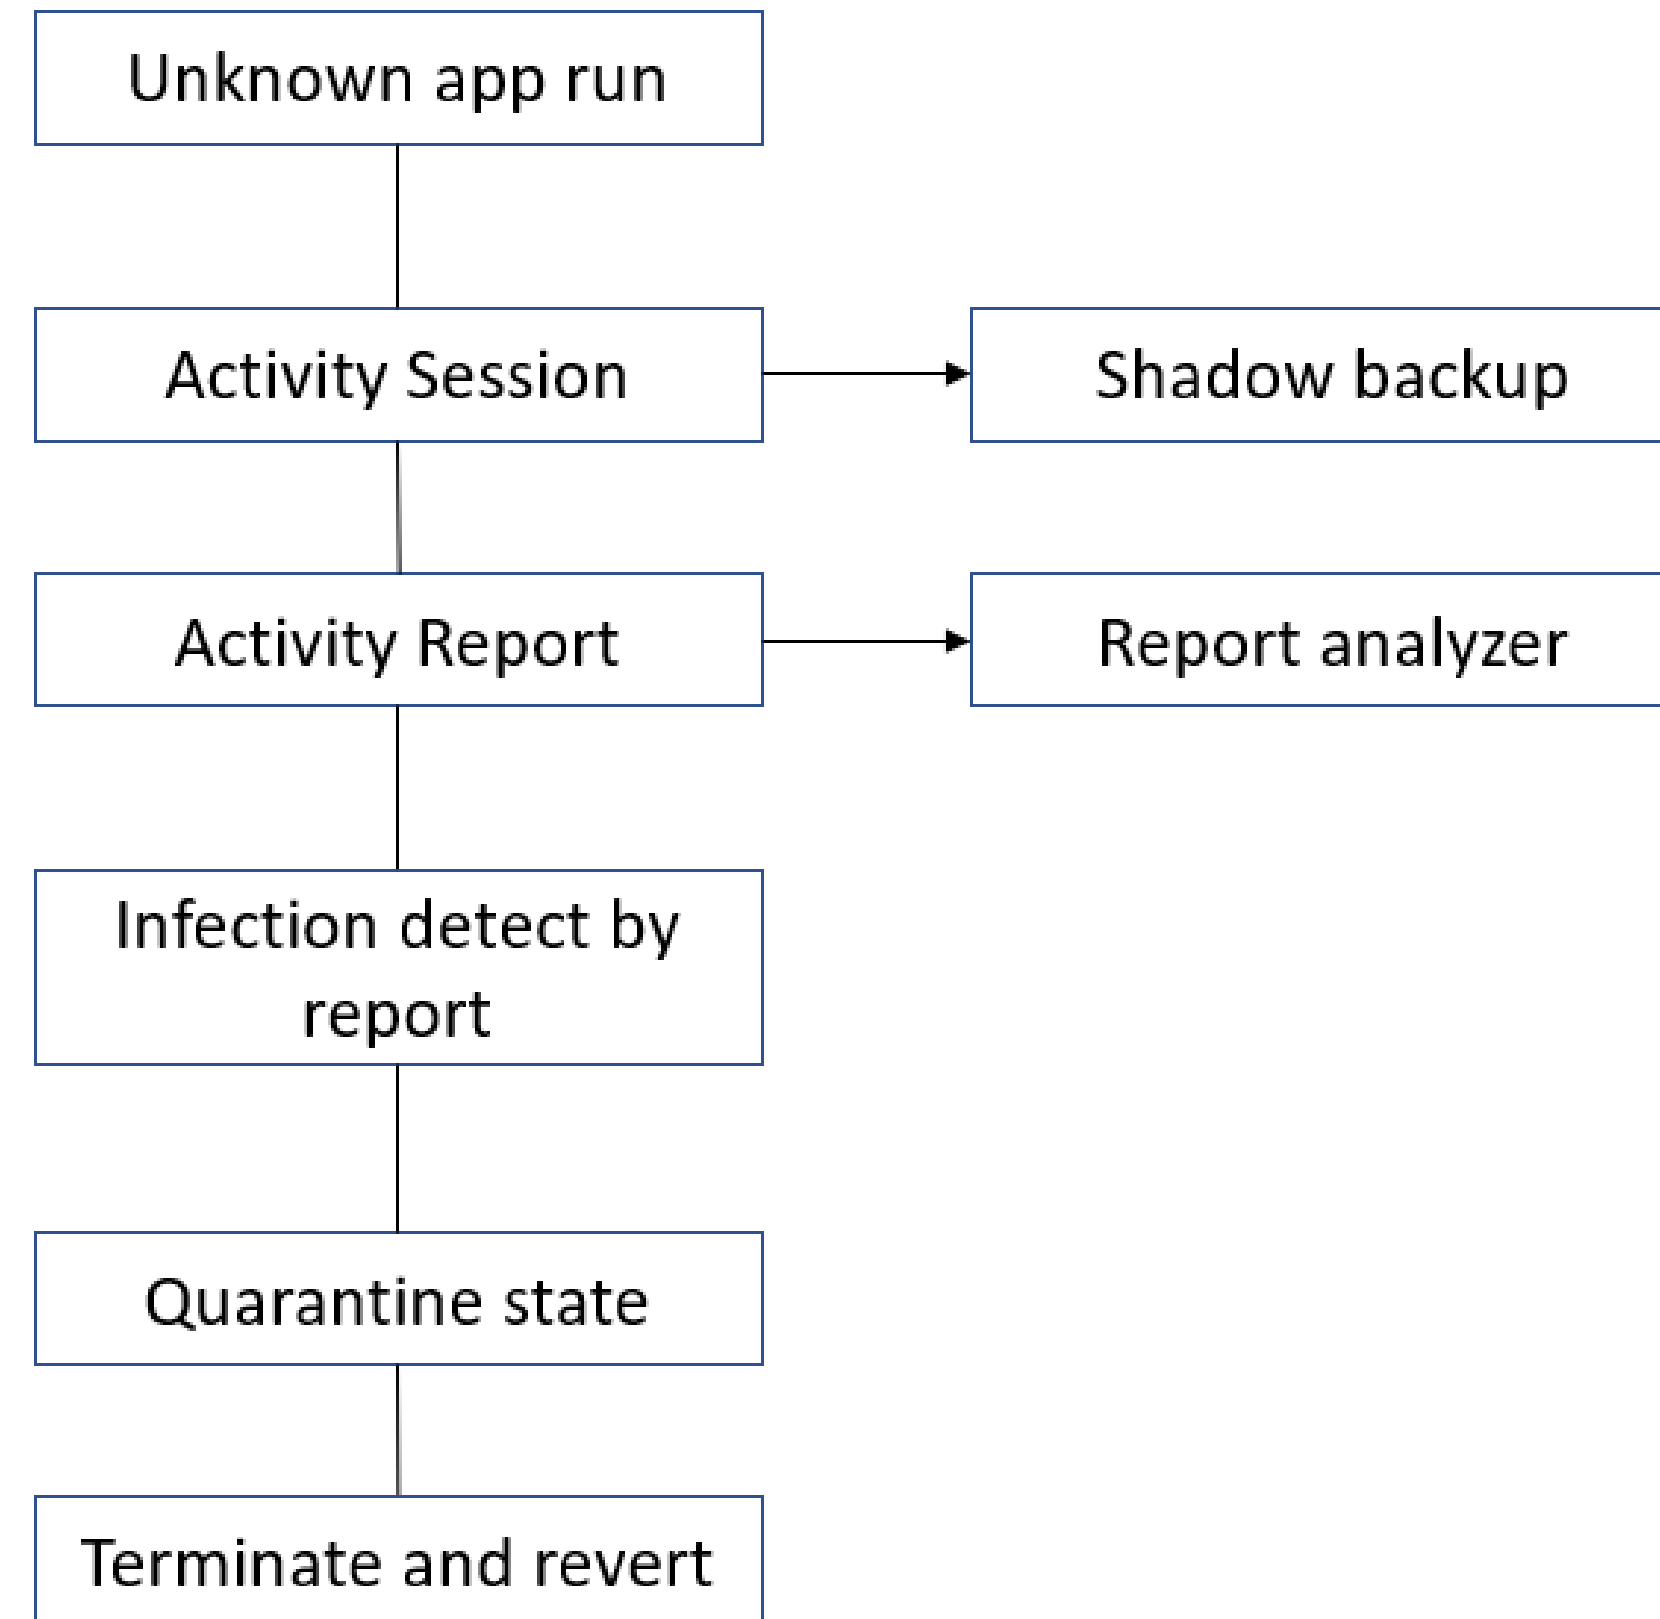 Unknown app run
Activity Session
Shadow backup
Activity Report
Report analyzer
Infection detect by
report
Quarantine state
Terminate and revert